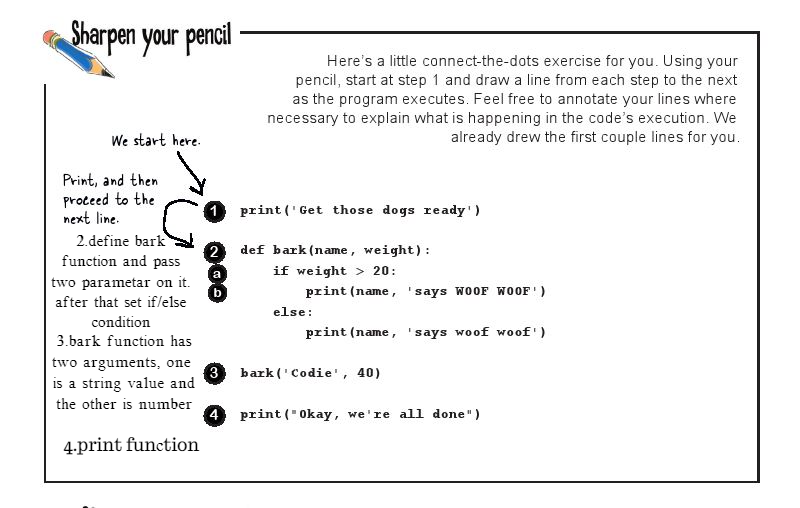 Sharpen your pencil
Here's a little connect-the-dots exercise for you. Using your
pencil, start at step 1 and draw a line from each step to the next
as the program executes. Feel free to annotate your lines where
necessary to explain what is happening in the code's execution. We
already drew the first couple lines for you.
We start here.
Print, and then
proceed to the
next line.
1 print('Get those dogs ready')
2.define bark
function and pass
two parametar on it.
after that set if/else
condition
3.bark function has
two arguments, one
is a string value and
the other is number
4.print function
2 def bark(name, weight):
a if weight > 20:
b print(name, 'says WOOF WOOF')
else:
print(name, 'says woof woof')
3 bark('Codie', 40)
4 print("Okay, we're all done")